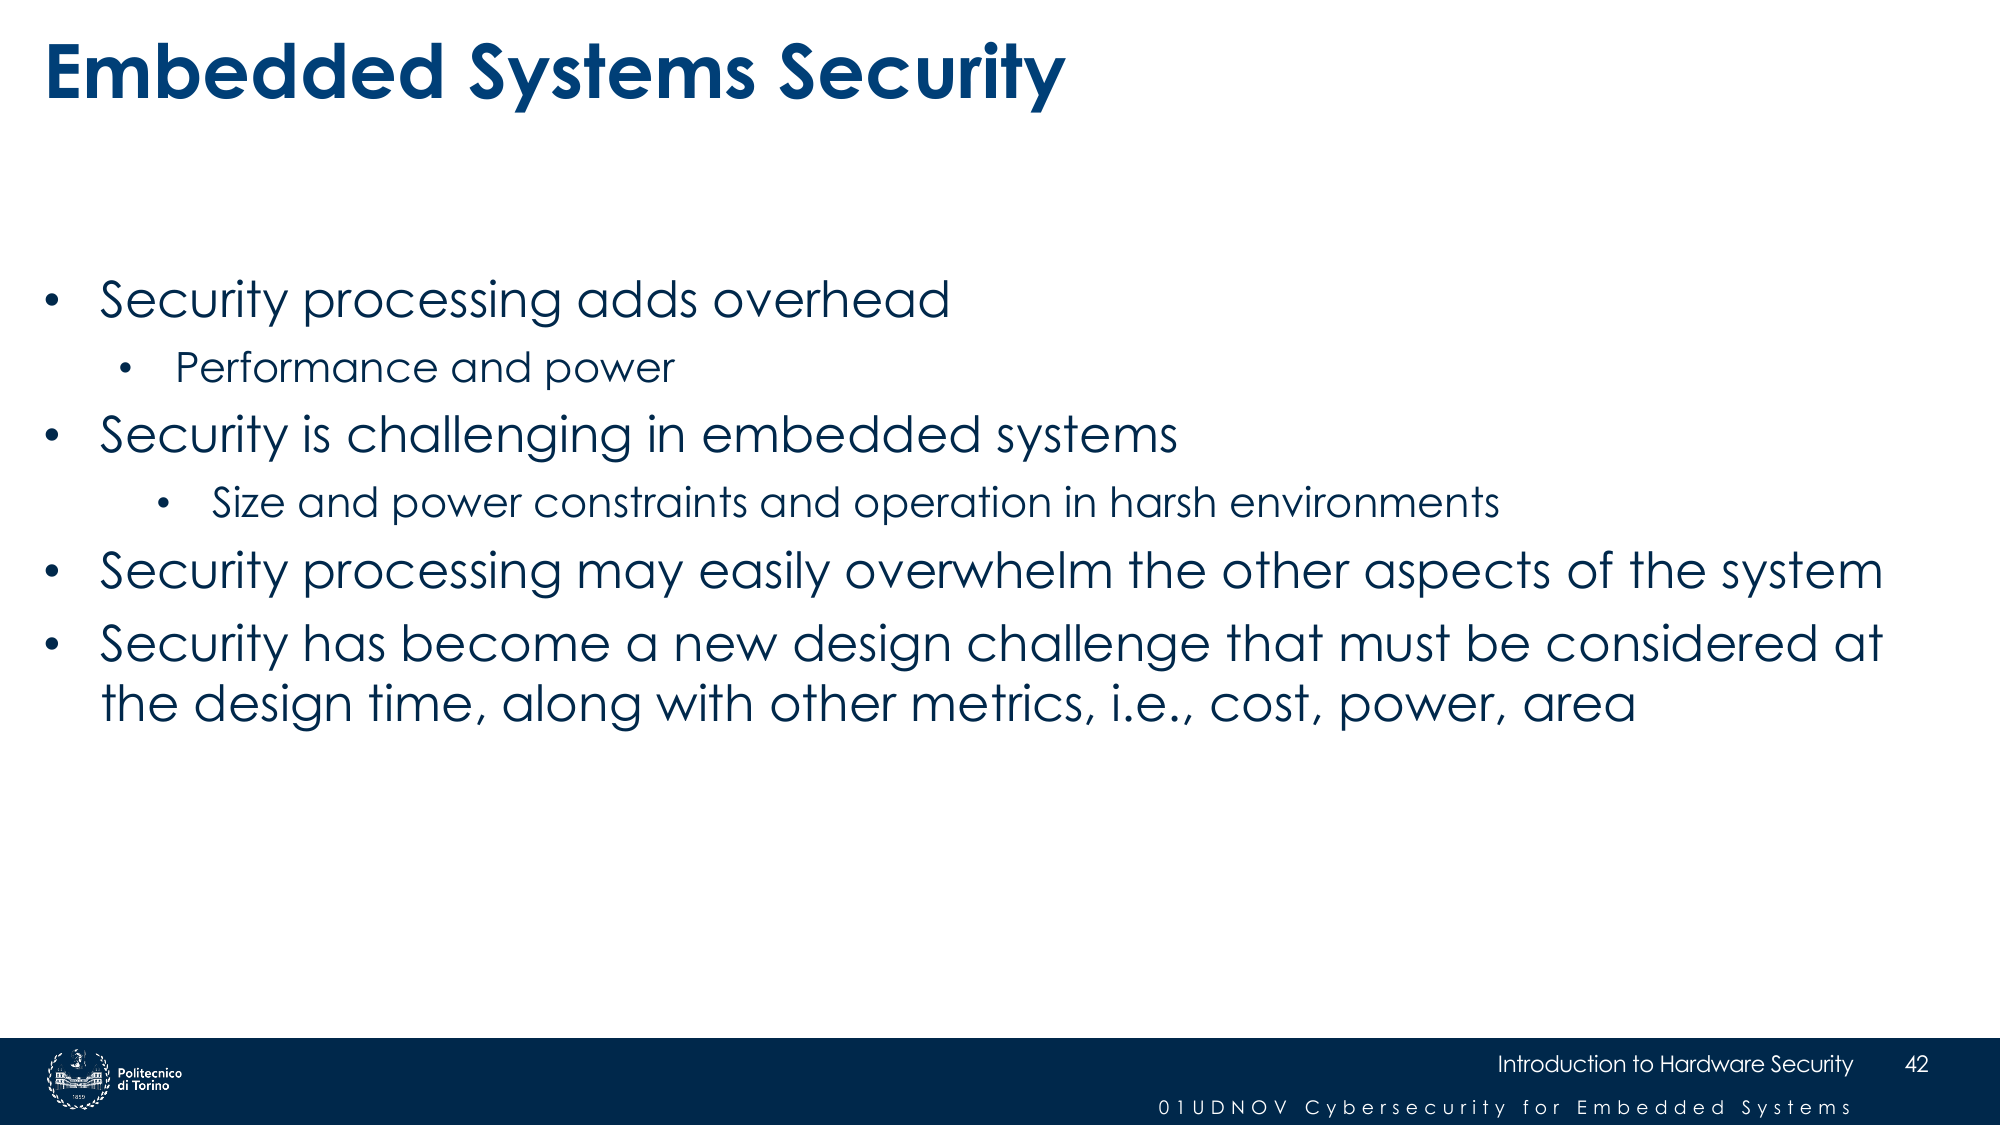 Embedded Systems Security
• Security processing adds overhead
• Performance and power
• Security is challenging in embedded systems
• Size and power constraints and operation in harsh environments
• Security processing may easily overwhelm the other aspects of the system
• Security has become a new design challenge that must be considered at
the design time, along with other metrics, i.e., cost, power, area
1859
Politecnico
di Torino
Introduction to Hardware Security 42
01UDNOV Cybersecurity for Embedded Systems